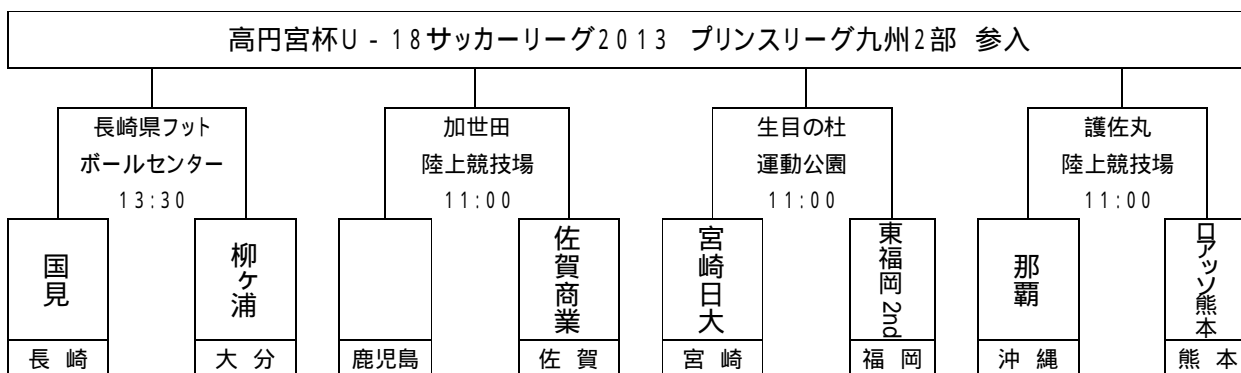 高円宮杯U-18サッカーリーグ2013 プリンスリーグ九州2部 参入
長崎県フット
ボールセンター
13:30
加世田
陸上競技場
11:00
生目の杜
運動公園
11:00
護佐丸
陸上競技場
11:00
国見
柳ヶ浦
佐賀商業
宮崎日大
東福岡2nd
那覇
ロアッソ熊本
長崎
大分
鹿児島
佐賀
宮崎
福岡
沖縄
熊本